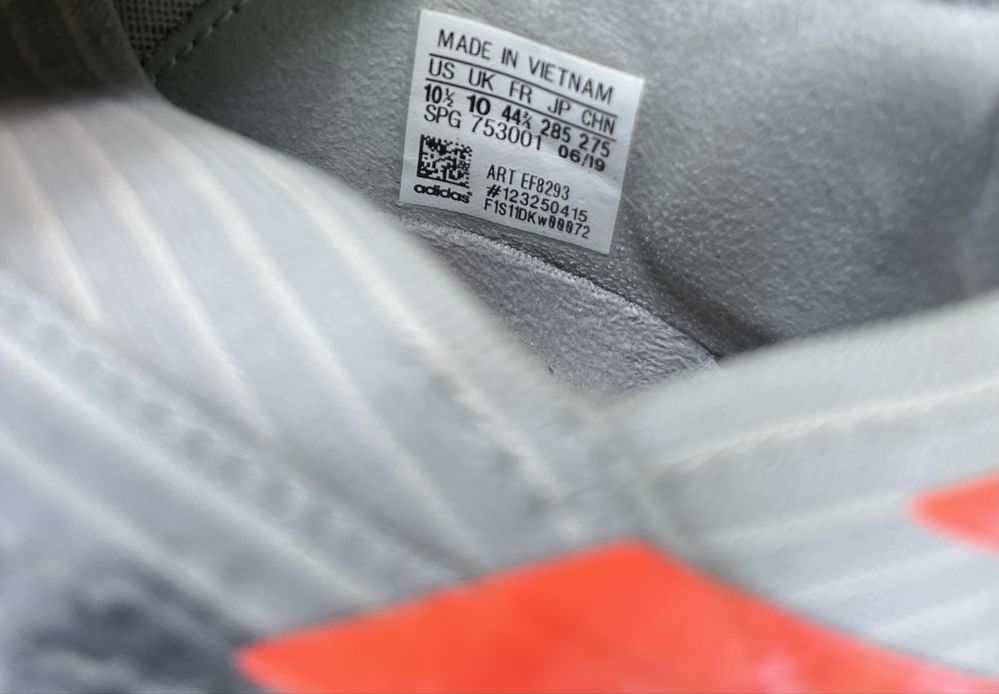 MADE IN VIETNAM
US UK FR JP CHN
10½ 10 44⅔ 285 275
SPG 753001 06/19
ART EF8293
#123250415
F1S11DKw00072
adidas